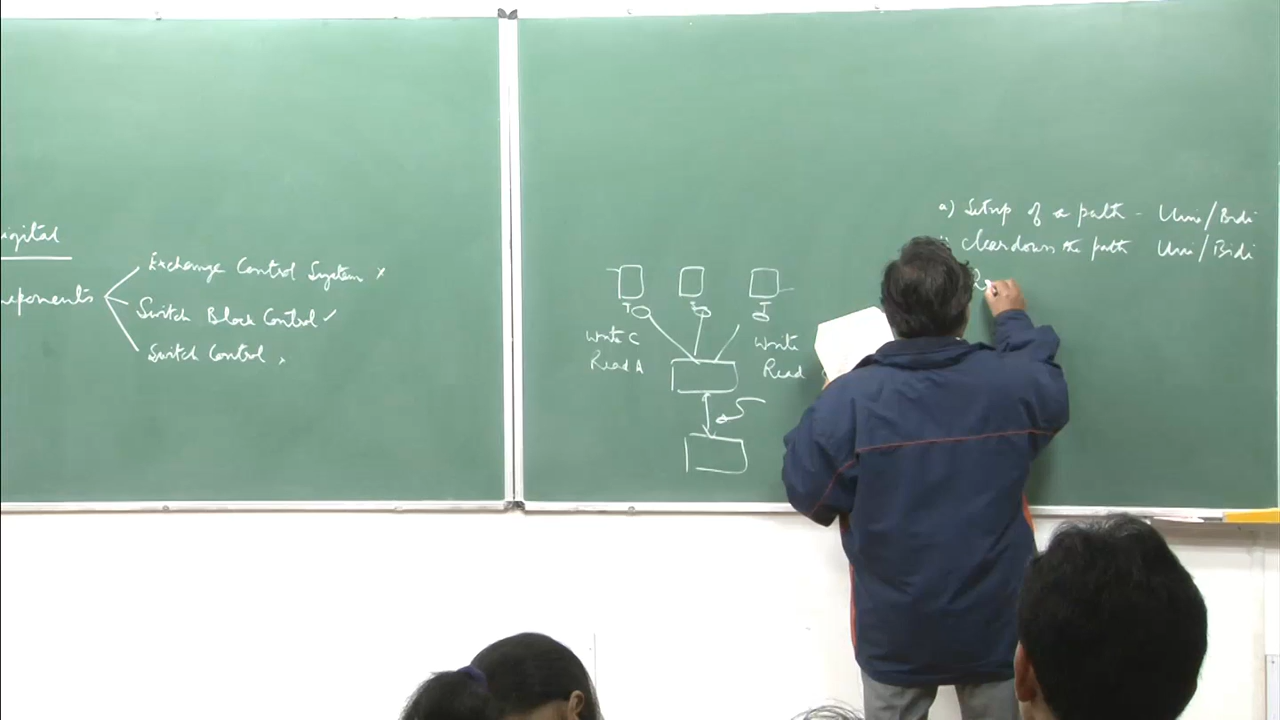 igital
mponents
Exchange Control System x
Switch Block Control ✓
Switch Control
T
Write C
Read A
Write
Read
a) Setup of a path - Uni/Bidi
Cleardown the path Uni/Bidi